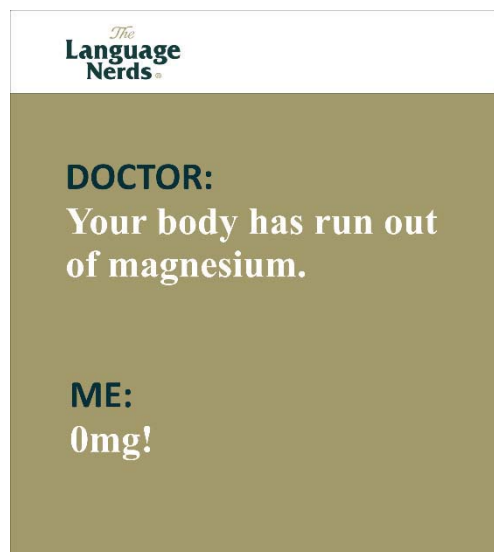 The
Language
Nerds
DOCTOR:
Your body has run out
of magnesium.
ME:
0mg!